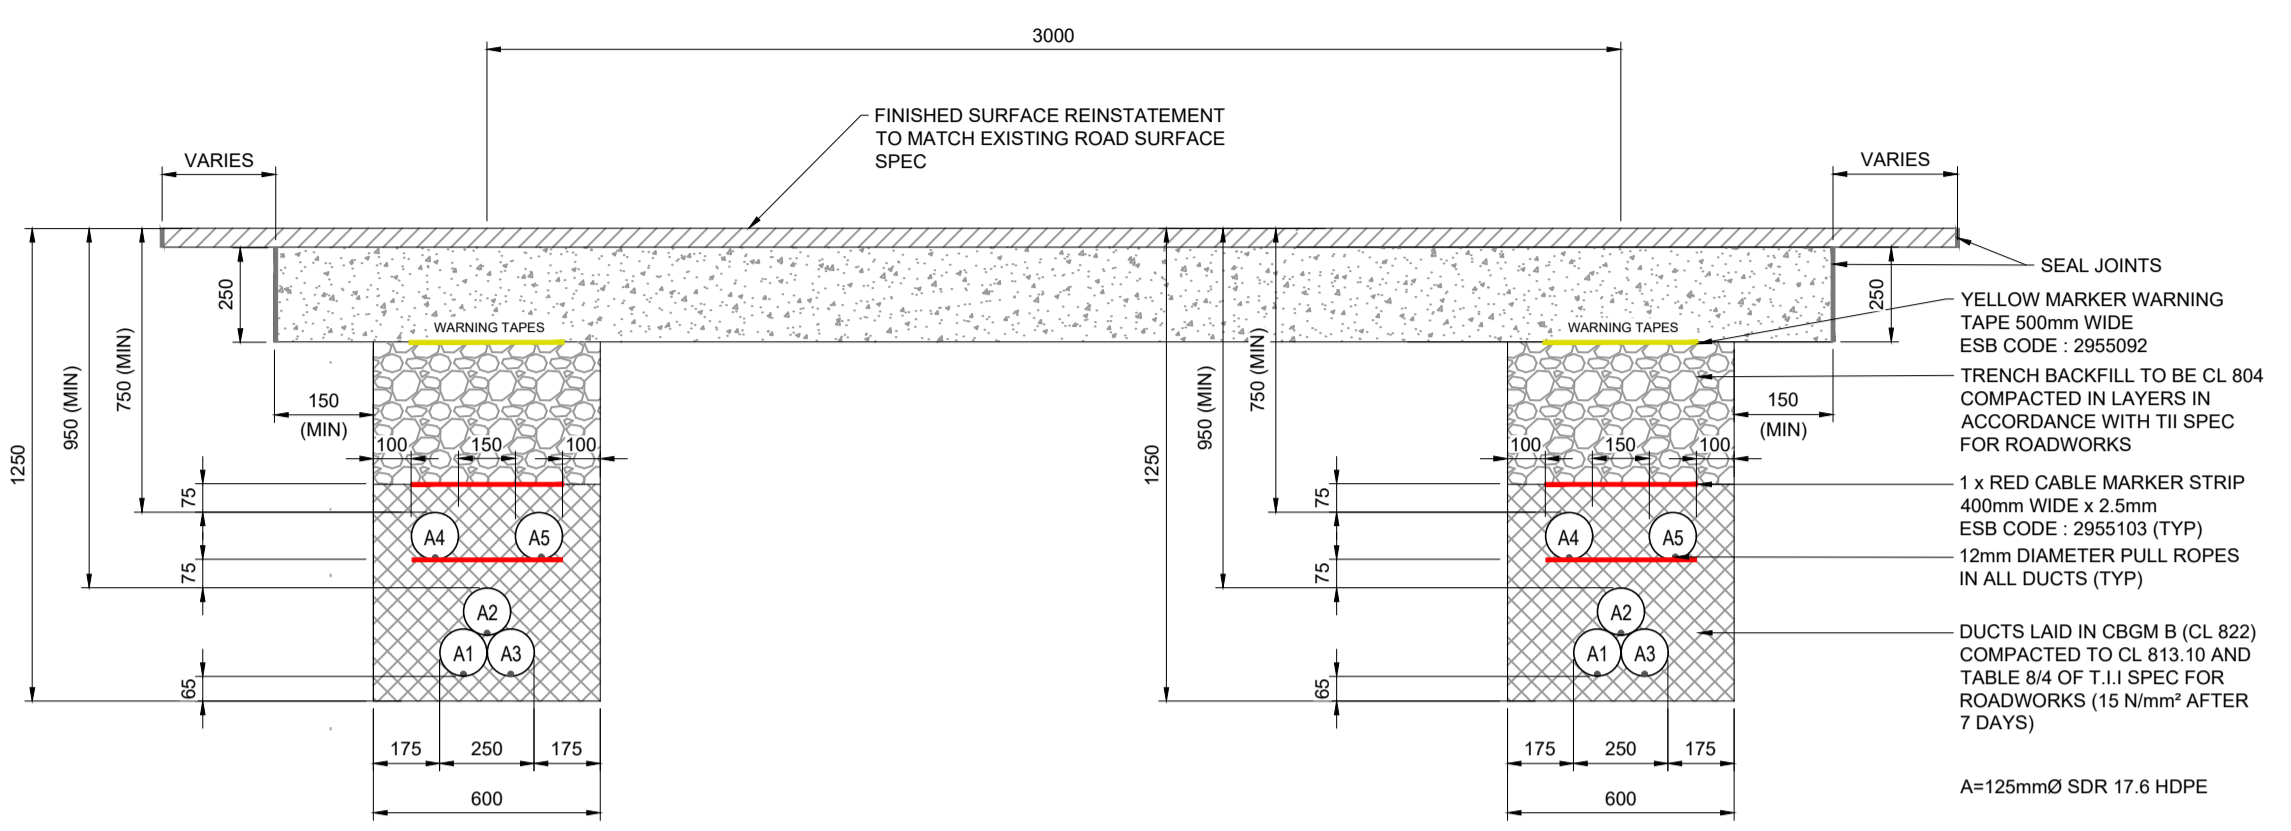 3000
FINISHED SURFACE REINSTATEMENT
TO MATCH EXISTING ROAD SURFACE
SPEC
VARIES
VARIES
250
250
750 (MIN)
950 (MIN)
1250
750 (MIN)
950 (MIN)
1250
WARNING TAPES
WARNING TAPES
150
(MIN)
150
(MIN)
100
150
100
100
150
100
75
75
65
75
75
65
A4
A5
A2
A1
A3
A4
A5
A2
A1
A3
175
250
175
600
175
250
175
600
SEAL JOINTS
YELLOW MARKER WARNING
TAPE 500mm WIDE
ESB CODE : 2955092
TRENCH BACKFILL TO BE CL 804
COMPACTED IN LAYERS IN
ACCORDANCE WITH TII SPEC
FOR ROADWORKS
1 x RED CABLE MARKER STRIP
400mm WIDE x 2.5mm
ESB CODE : 2955103 (TYP)
12mm DIAMETER PULL ROPES
IN ALL DUCTS (TYP)
DUCTS LAID IN CBGM B (CL 822)
COMPACTED TO CL 813.10 AND
TABLE 8/4 OF T.I.I SPEC FOR
ROADWORKS (15 N/mm² AFTER
7 DAYS)
A=125mmØ SDR 17.6 HDPE